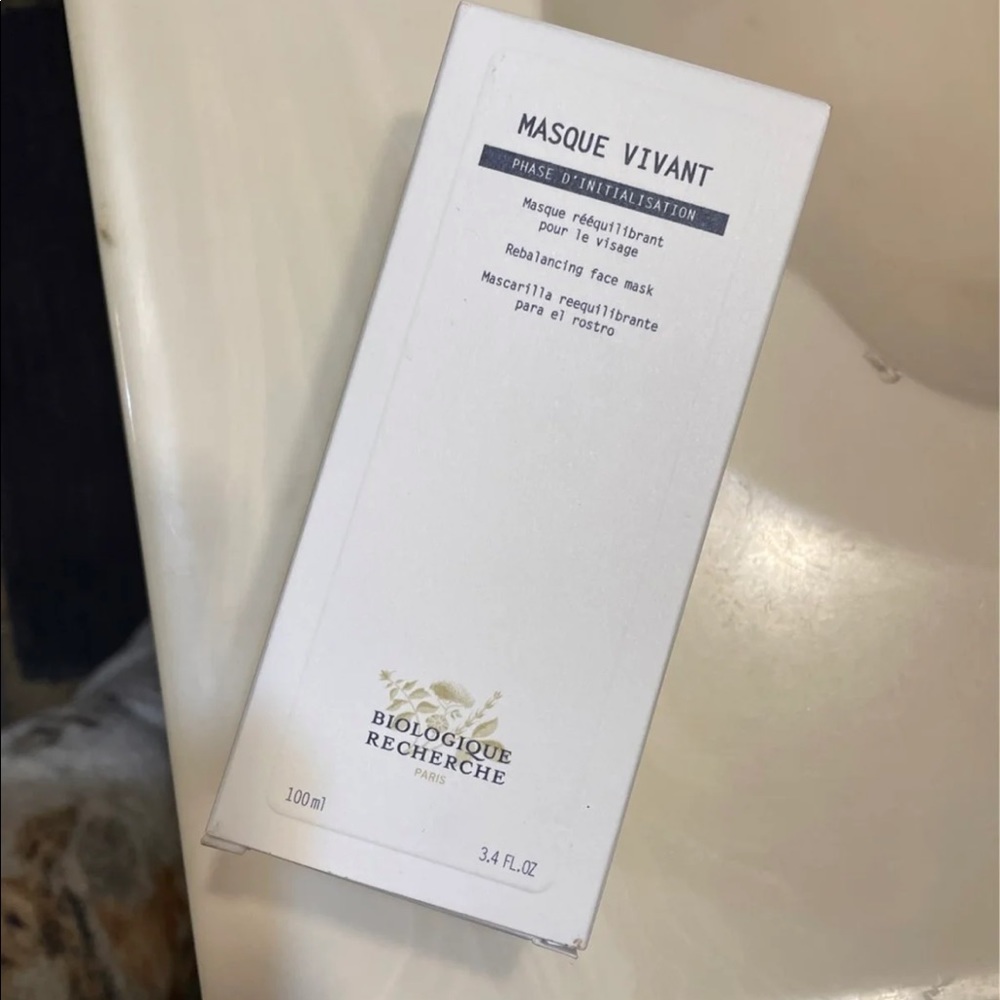 MASQUE VIVANT
PHASE D'INITIALISATION
Masque rééquilibrant
pour le visage
Rebalancing face mask
Mascarilla reequilibrante
para el rostro
BIOLOGIQUE
RECHERCHE
PARIS
100ml
3.4 FL.OZ